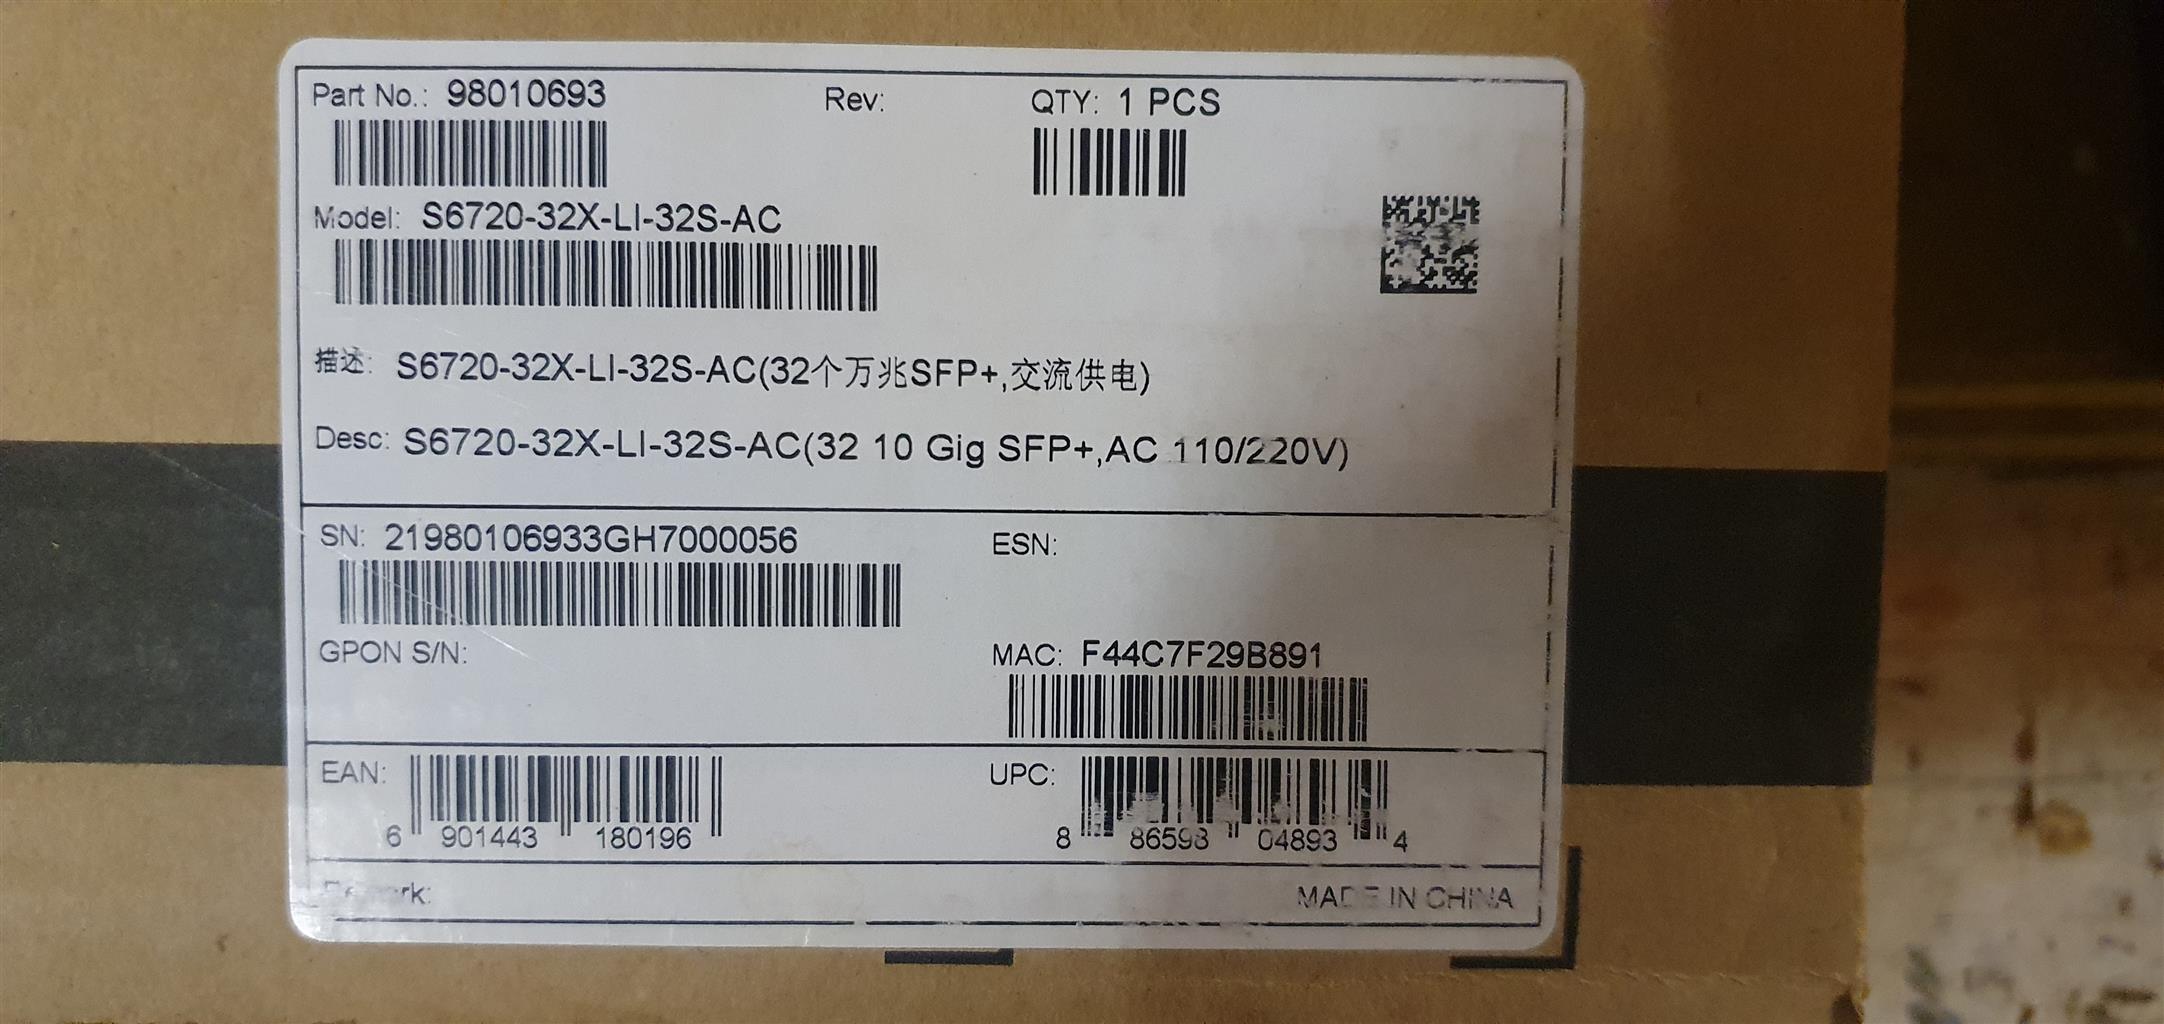 Part No.: 98010693 Rev: QTY: 1 PCS
Model: S6720-32X-LI-32S-AC
描述: S6720-32X-LI-32S-AC(32个万兆SFP+,交流供电)
Desc: S6720-32X-LI-32S-AC(32 10 Gig SFP+,AC 110/220V)
SN: 21980106933GH7000056 ESN:
GPON S/N: MAC: F44C7F29B891
EAN: UPC:
6 901443 180196 8 86598 04893 4
Remark: MADE IN CHINA